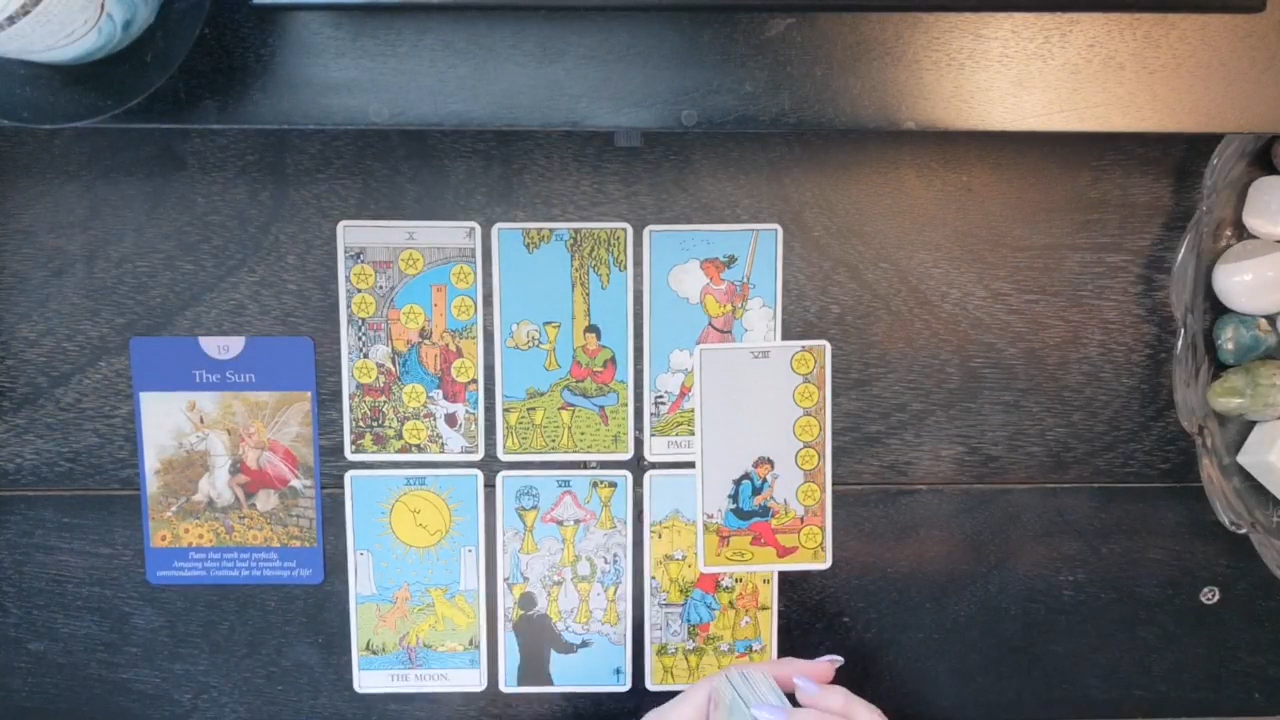 19
The Sun
Plans that work out perfectly.
Amazing ideas that lead to rewards and
commendations. Gratitude for the blessings of life!
X
IV
PAGE
VIII
XVIII
THE MOON.
VII